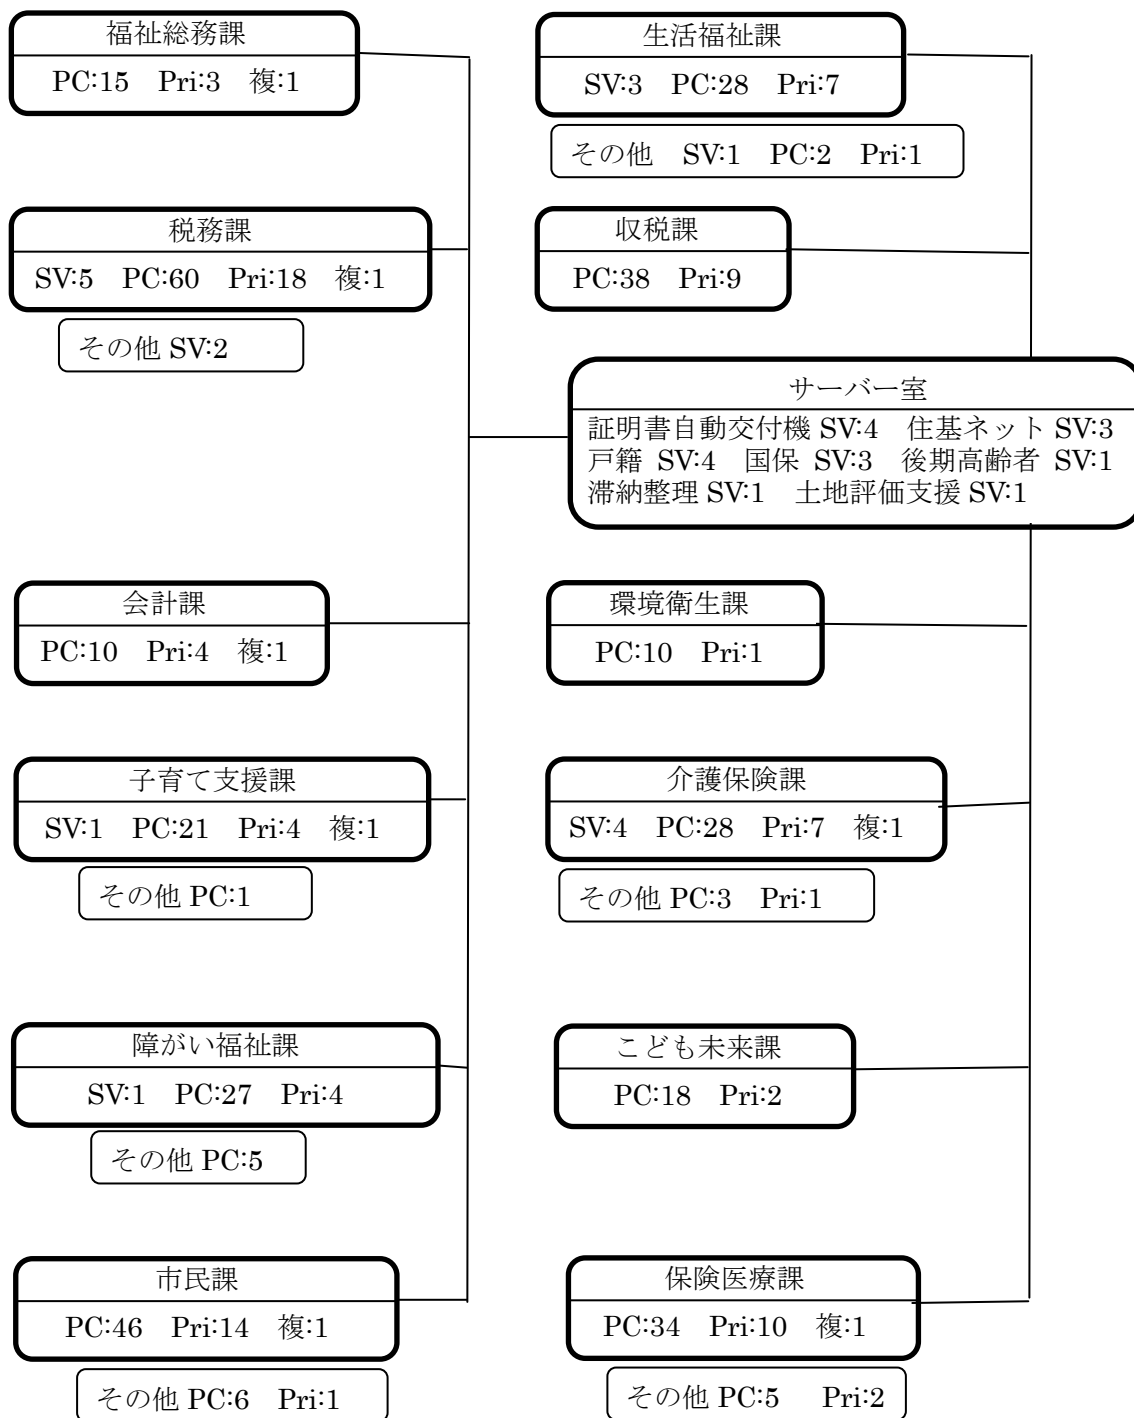 福祉総務課
PC:15 Pri:3 複:1
生活福祉課
SV:3 PC:28 Pri:7
その他 SV:1 PC:2 Pri:1
税務課
SV:5 PC:60 Pri:18 複:1
その他 SV:2
収税課
PC:38 Pri:9
サーバー室
証明書自動交付機 SV:4 住基ネット SV:3
戸籍 SV:4 国保 SV:3 後期高齢者 SV:1
滞納整理 SV:1 土地評価支援 SV:1
会計課
PC:10 Pri:4 複:1
環境衛生課
PC:10 Pri:1
子育て支援課
SV:1 PC:21 Pri:4 複:1
その他 PC:1
介護保険課
SV:4 PC:28 Pri:7 複:1
その他 PC:3 Pri:1
障がい福祉課
SV:1 PC:27 Pri:4
その他 PC:5
こども未来課
PC:18 Pri:2
市民課
PC:46 Pri:14 複:1
その他 PC:6 Pri:1
保険医療課
PC:34 Pri:10 複:1
その他 PC:5 Pri:2